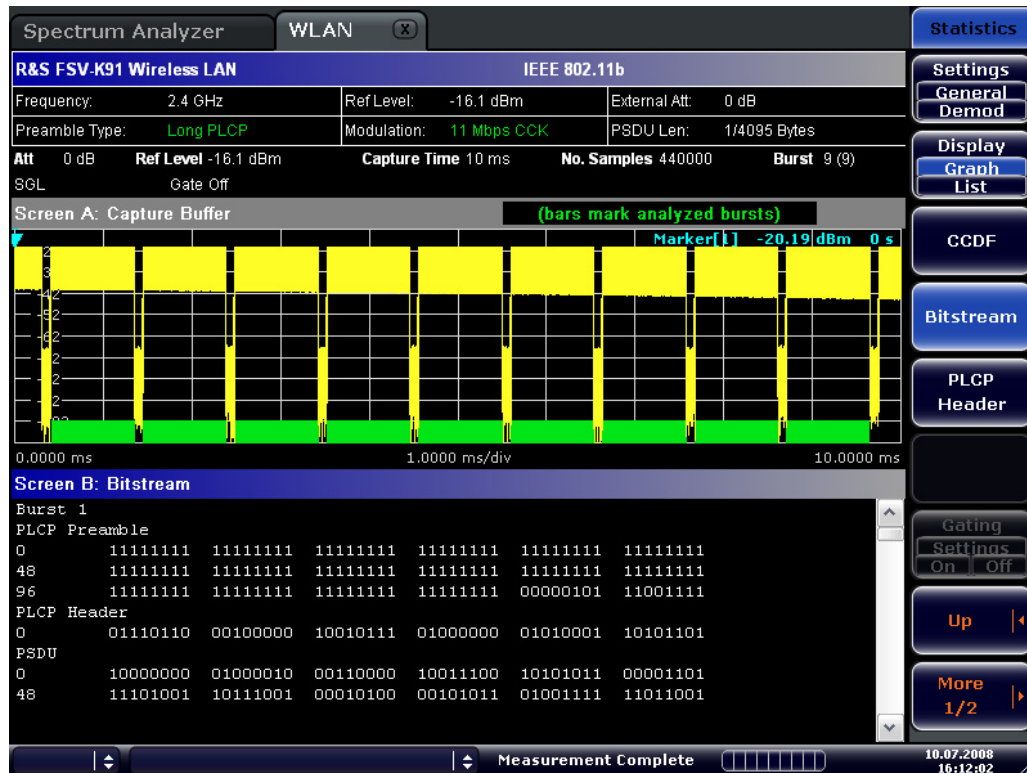 Spectrum Analyzer WLAN X
Statistics
R&S FSV-K91 Wireless LAN IEEE 802.11b
Frequency: 2.4 GHz Ref Level: -16.1 dBm External Att: 0 dB
Preamble Type: Long PLCP Modulation: 11 Mbps CCK PSDU Len: 1/4095 Bytes
Att 0 dB Ref Level -16.1 dBm Capture Time 10 ms No. Samples 440000 Burst 9 (9)
SGL Gate Off
Screen A: Capture Buffer (bars mark analyzed bursts)
Marker[1] -20.19 dBm 0 s
-42
-52
-62
0.0000 ms 1.0000 ms/div 10.0000 ms
Screen B: Bitstream
Burst 1
PLCP Preamble
0 11111111 11111111 11111111 11111111 11111111 11111111
48 11111111 11111111 11111111 11111111 11111111 11111111
96 11111111 11111111 11111111 11111111 00000101 11001111
PLCP Header
0 01110110 00100000 10010111 01000000 01010001 10101101
PSDU
0 10000000 01000010 00110000 10011100 10101011 00001101
48 11101001 10111001 00010100 00101011 01001111 11011001
Settings
General
Demod
Display
Graph
List
CCDF
Bitstream
PLCP
Header
Gating
Settings
On Off
Up
More
1/2
Measurement Complete
10.07.2008
16:12:02